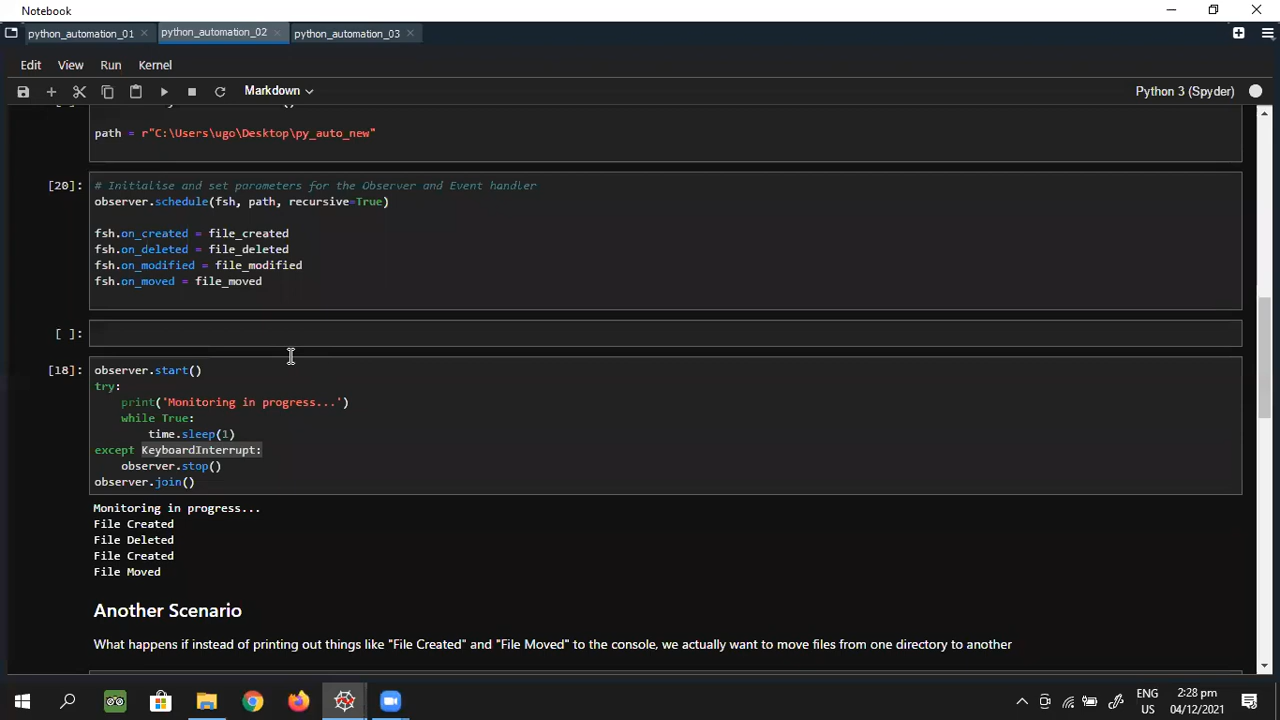 Notebook
python_automation_01
python_automation_02
python_automation_03
Edit View Run Kernel
Markdown
Python 3 (Spyder)
path = r"C:\Users\ugo\Desktop\py_auto_new"
[20]:
# Initialise and set parameters for the Observer and Event handler
observer.schedule(fsh, path, recursive=True)
fsh.on_created = file_created
fsh.on_deleted = file_deleted
fsh.on_modified = file_modified
fsh.on_moved = file_moved
[ ]:
[18]:
observer.start()
try:
print('Monitoring in progress...')
while True:
time.sleep(1)
except KeyboardInterrupt:
observer.stop()
observer.join()
Monitoring in progress...
File Created
File Deleted
File Created
File Moved
Another Scenario
What happens if instead of printing out things like "File Created" and "File Moved" to the console, we actually want to move files from one directory to another
ENG
US
2:28 pm
04/12/2021